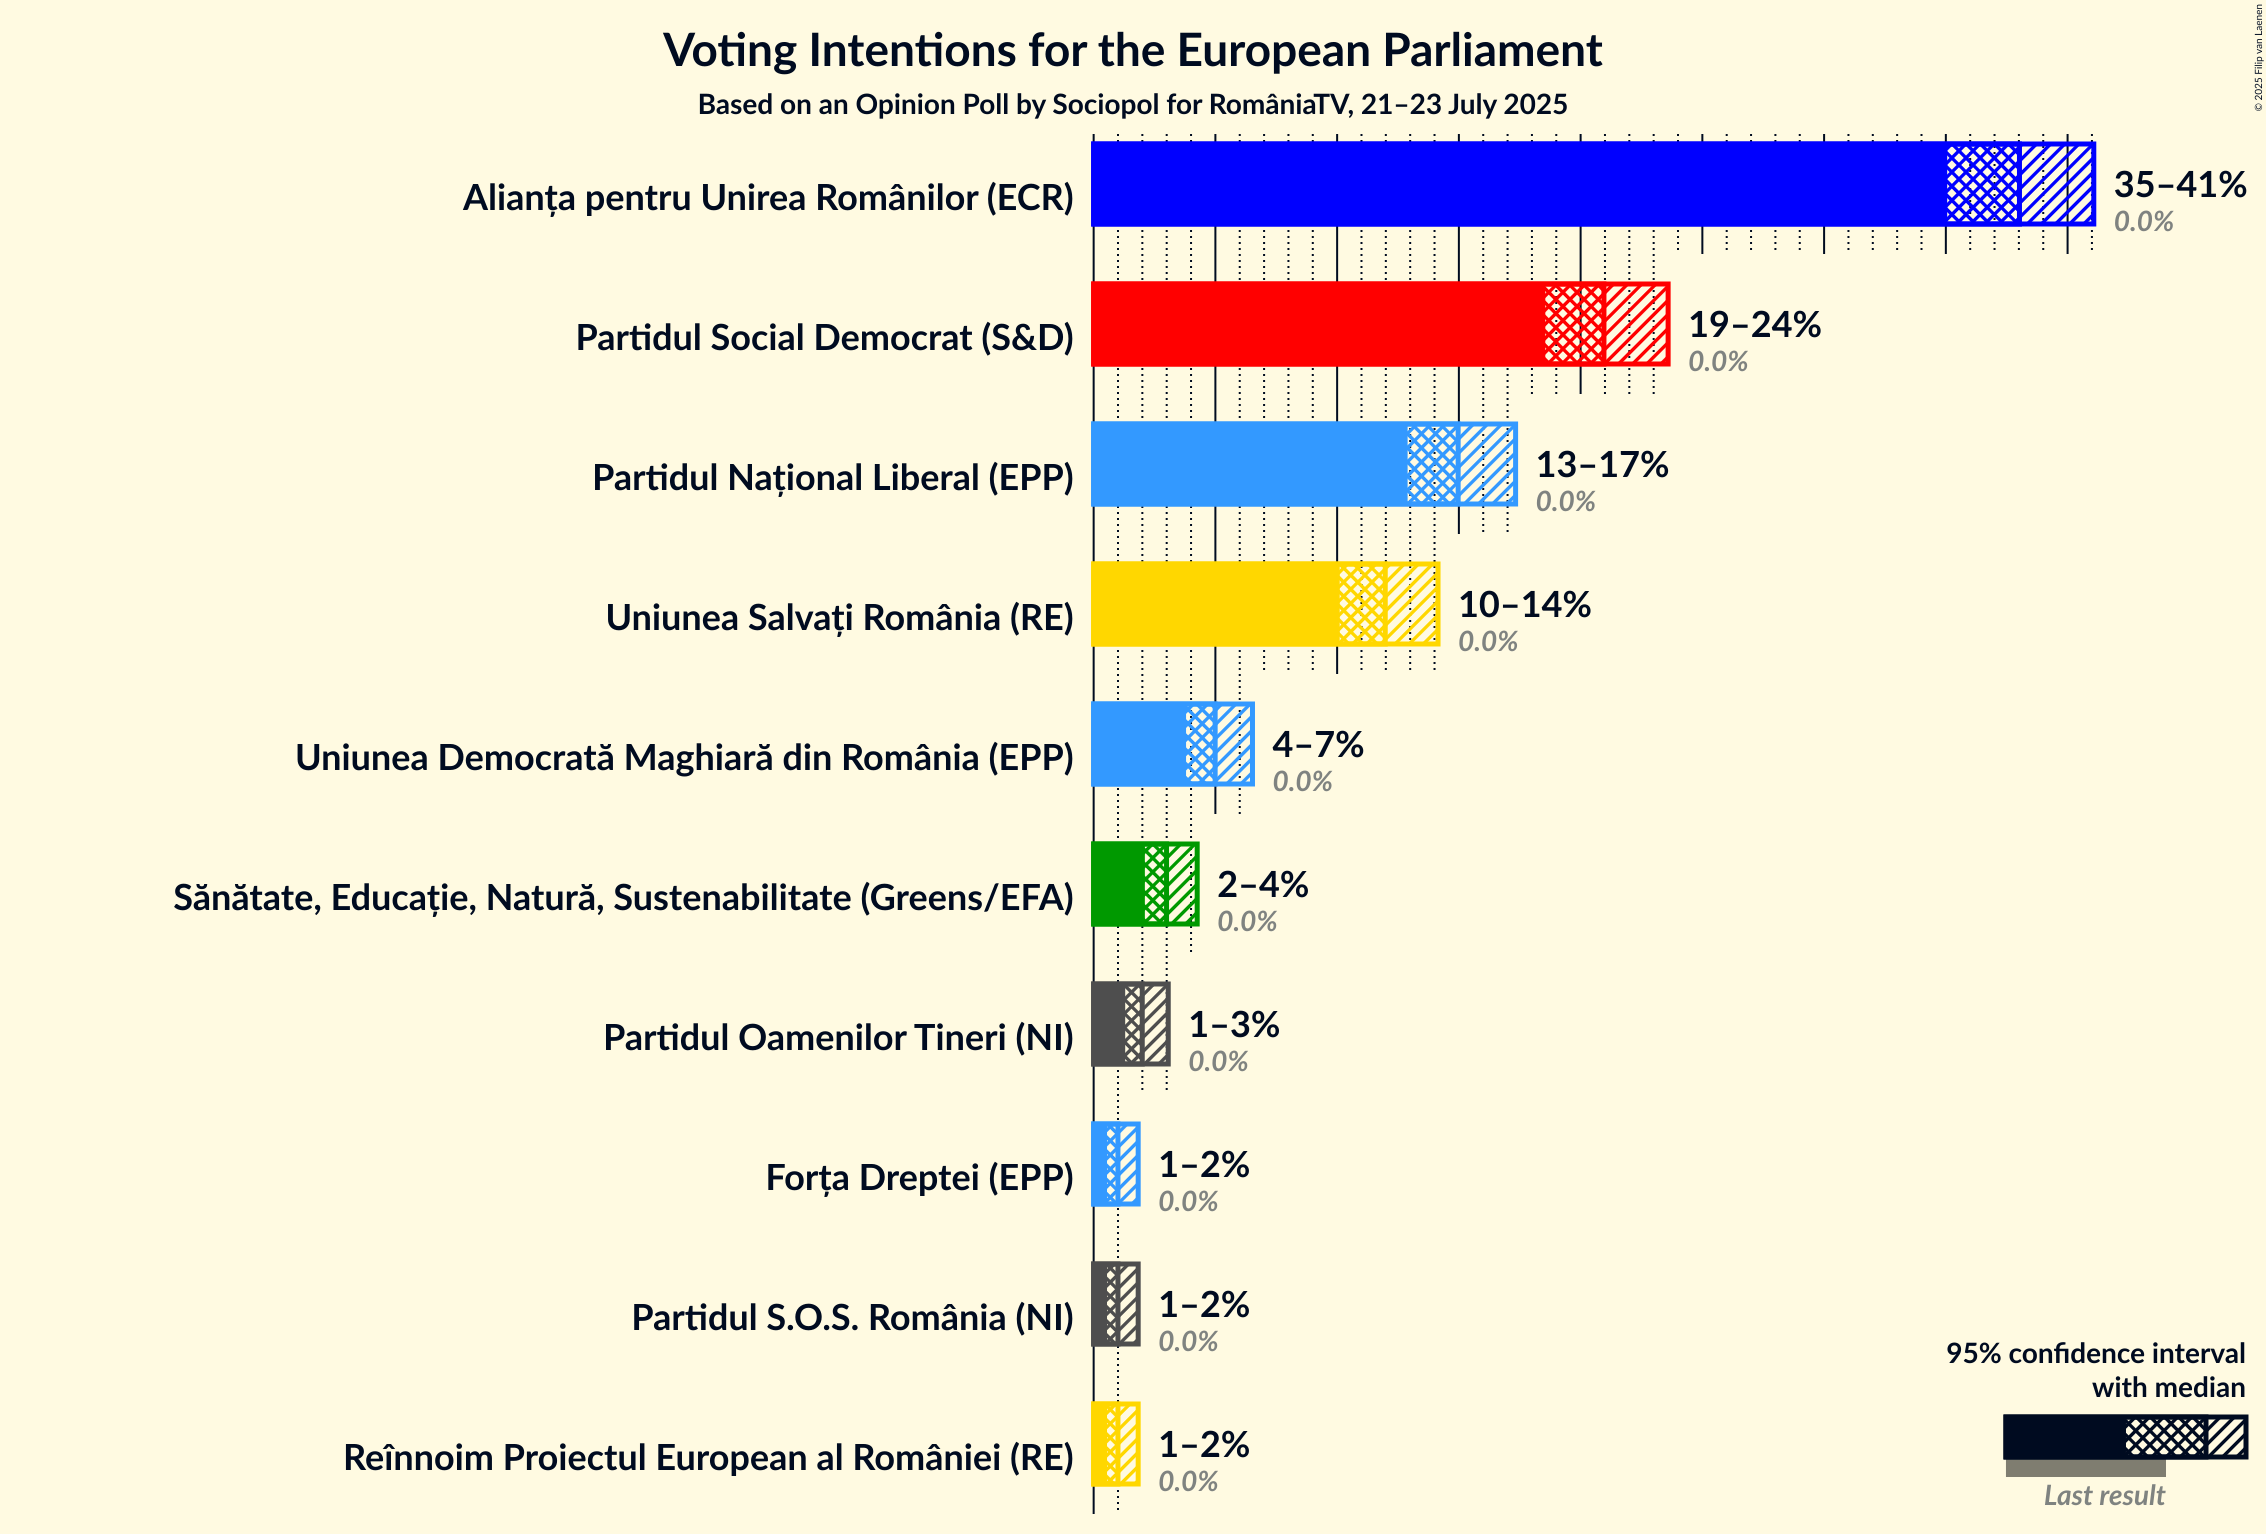 © 2025 Filip van Laenen
Voting Intentions for the European Parliament
Based on an Opinion Poll by Sociopol for RomâniaTV, 21–23 July 2025
Alianța pentru Unirea Românilor (ECR)
35–41%
0.0%
Partidul Social Democrat (S&D)
19–24%
0.0%
Partidul Național Liberal (EPP)
13–17%
0.0%
Uniunea Salvați România (RE)
10–14%
0.0%
Uniunea Democrată Maghiară din România (EPP)
4–7%
0.0%
Sănătate, Educație, Natură, Sustenabilitate (Greens/EFA)
2–4%
0.0%
Partidul Oamenilor Tineri (NI)
1–3%
0.0%
Forța Dreptei (EPP)
1–2%
0.0%
Partidul S.O.S. România (NI)
1–2%
0.0%
Reînnoim Proiectul European al României (RE)
1–2%
0.0%
95% confidence interval
with median
Last result